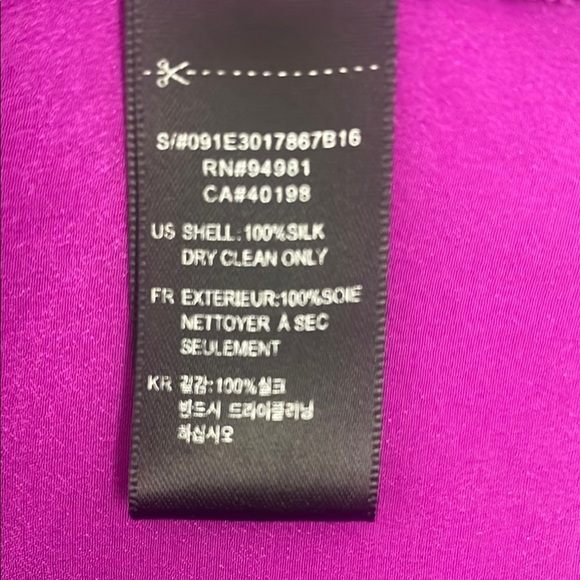 S/#091E3017867B16
RN#94981
CA#40198
US SHELL:100%SILK
DRY CLEAN ONLY
FR EXTERIEUR:100%SOIE
NETTOYER À SEC
SEULEMENT
KR 겉감:100%실크
반드시 드라이클리닝
하십시오